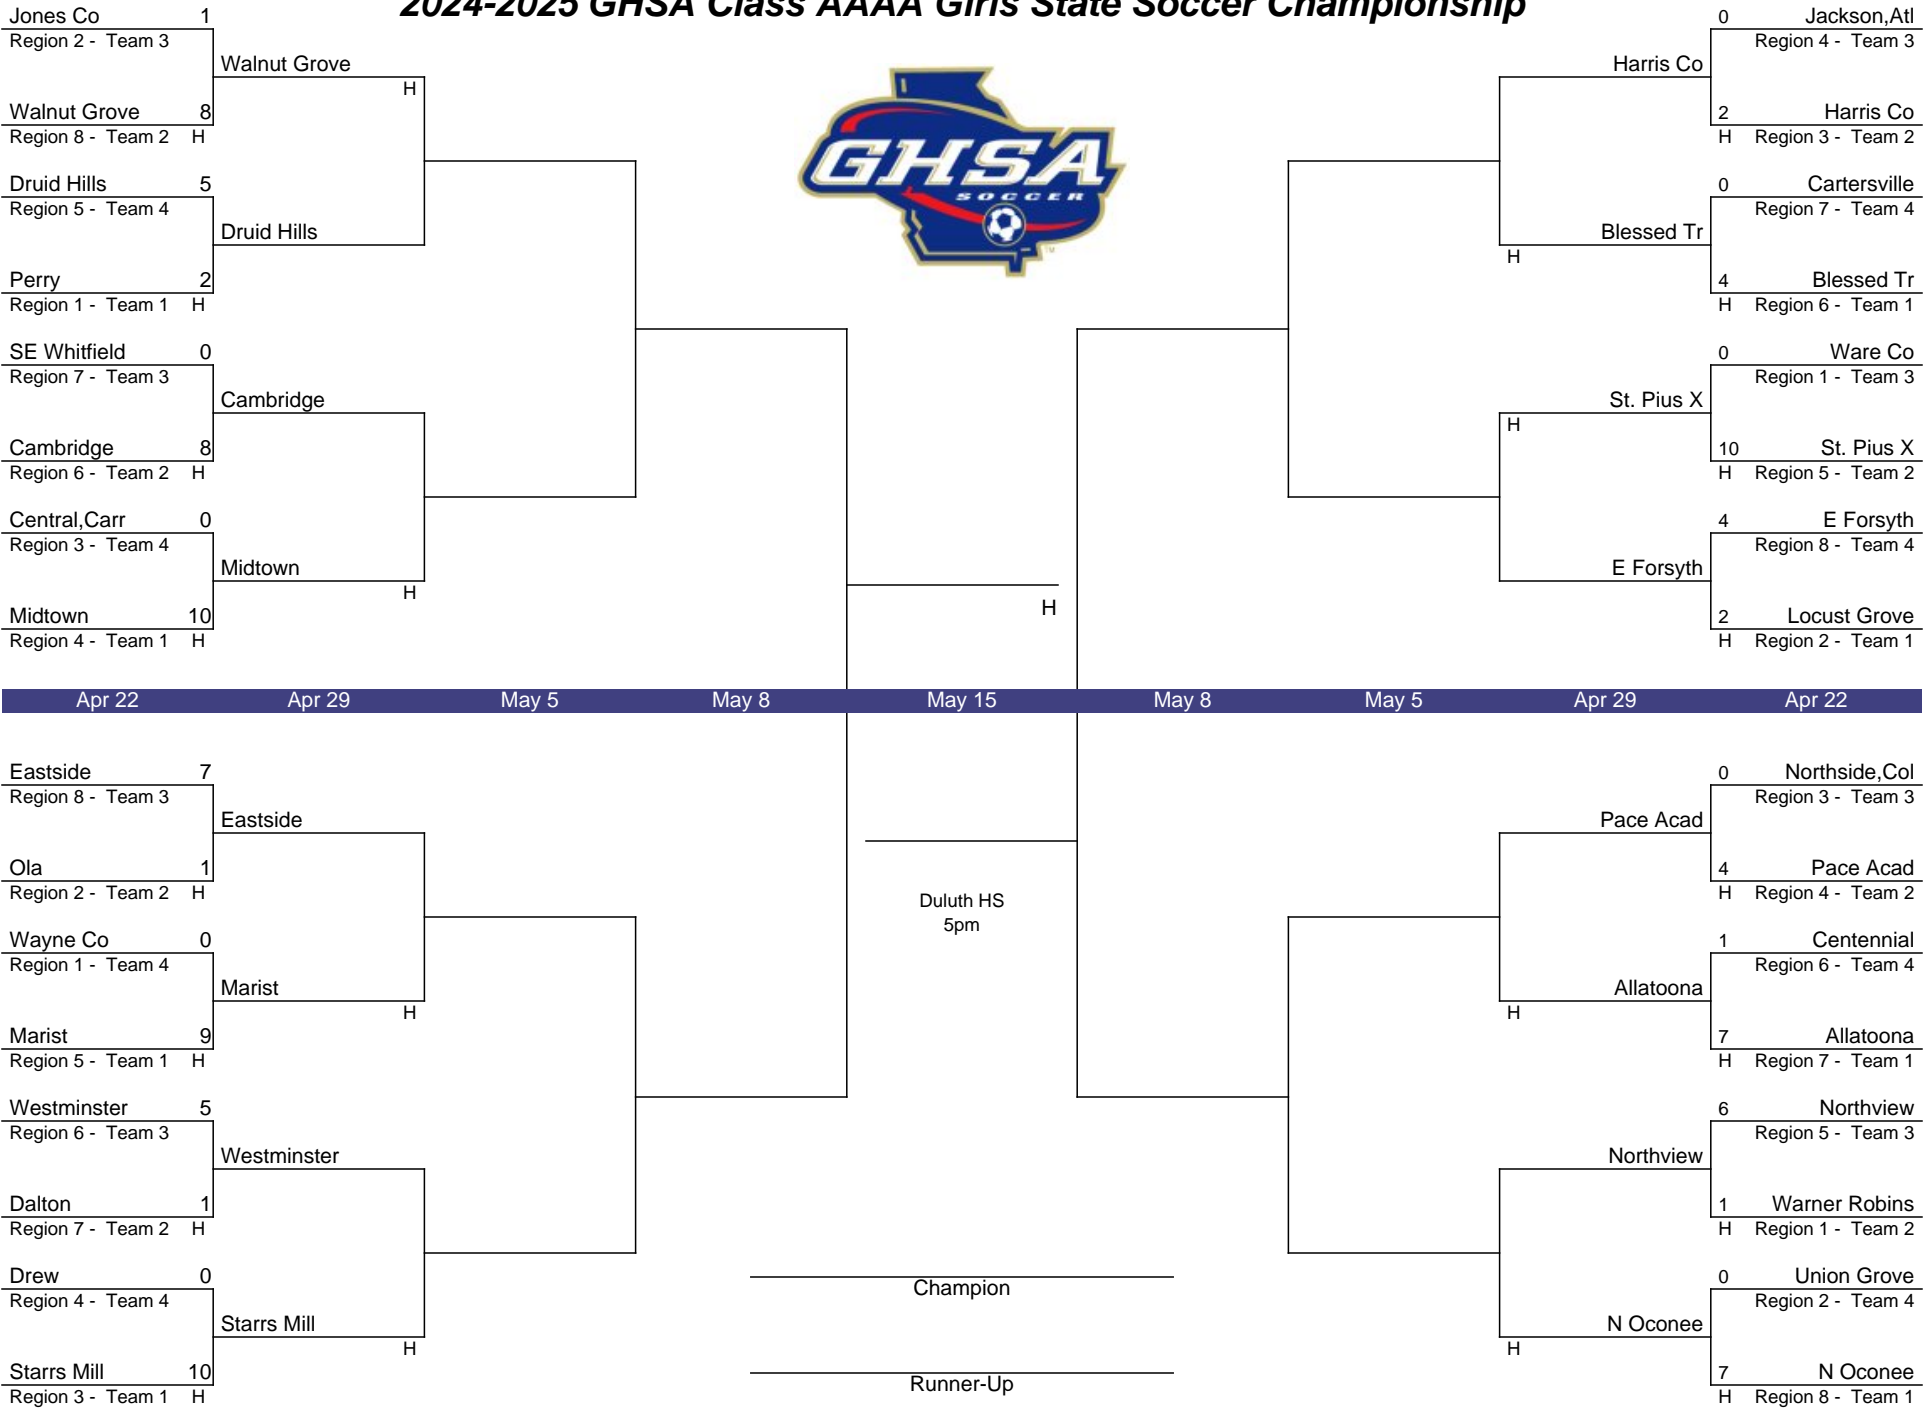 2024-2025 GHSA Class AAAA Girls State Soccer Championship
Jones Co 1
Region 2 - Team 3
Walnut Grove
H
Walnut Grove 8
Region 8 - Team 2 H
Druid Hills 5
Region 5 - Team 4
Druid Hills
Perry 2
Region 1 - Team 1 H
SE Whitfield 0
Region 7 - Team 3
Cambridge
Cambridge 8
Region 6 - Team 2 H
Central,Carr 0
Region 3 - Team 4
Midtown
H
Midtown 10
Region 4 - Team 1 H
GHSA
SOCCER
TM
H
0 Jackson,Atl
Region 4 - Team 3
Harris Co
2 Harris Co
H Region 3 - Team 2
0 Cartersville
Region 7 - Team 4
Blessed Tr
H
4 Blessed Tr
H Region 6 - Team 1
0 Ware Co
Region 1 - Team 3
St. Pius X
H
10 St. Pius X
H Region 5 - Team 2
4 E Forsyth
Region 8 - Team 4
E Forsyth
2 Locust Grove
H Region 2 - Team 1
Apr 22 Apr 29 May 5 May 8 May 15 May 8 May 5 Apr 29 Apr 22
Eastside 7
Region 8 - Team 3
Eastside
Ola 1
Region 2 - Team 2 H
Wayne Co 0
Region 1 - Team 4
Marist
H
Marist 9
Region 5 - Team 1 H
Westminster 5
Region 6 - Team 3
Westminster
Dalton 1
Region 7 - Team 2 H
Drew 0
Region 4 - Team 4
Starrs Mill
H
Starrs Mill 10
Region 3 - Team 1 H
Duluth HS
5pm
Champion
Runner-Up
0 Northside,Col
Region 3 - Team 3
Pace Acad
4 Pace Acad
H Region 4 - Team 2
1 Centennial
Region 6 - Team 4
Allatoona
H
7 Allatoona
H Region 7 - Team 1
6 Northview
Region 5 - Team 3
Northview
1 Warner Robins
H Region 1 - Team 2
0 Union Grove
Region 2 - Team 4
N Oconee
H
7 N Oconee
H Region 8 - Team 1